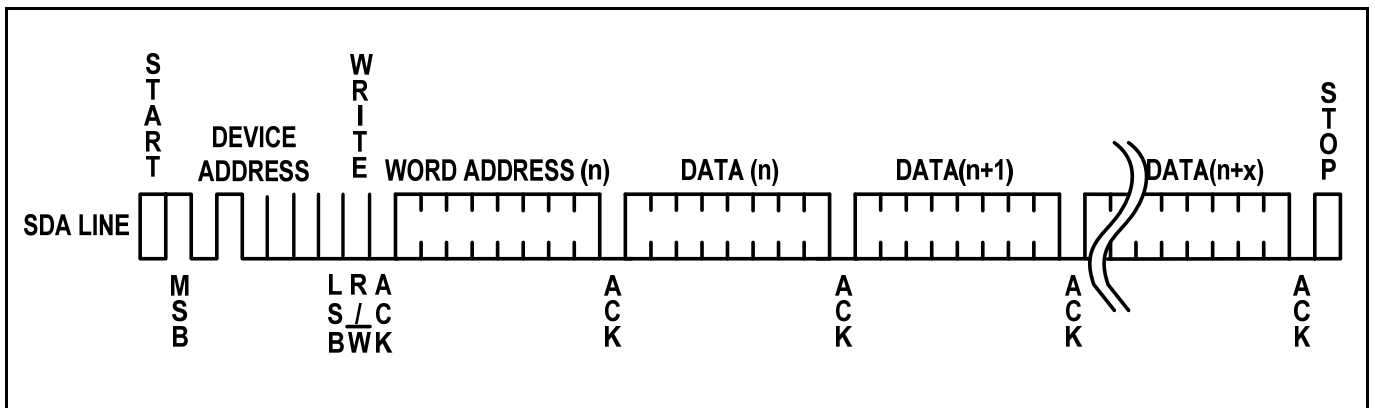 START
WRITE
STOP
DEVICE
ADDRESS
WORD ADDRESS (n)
DATA (n)
DATA(n+1)
DATA(n+x)
SDA LINE
MSB
LSB
R/W
ACK
ACK
ACK
ACK
ACK